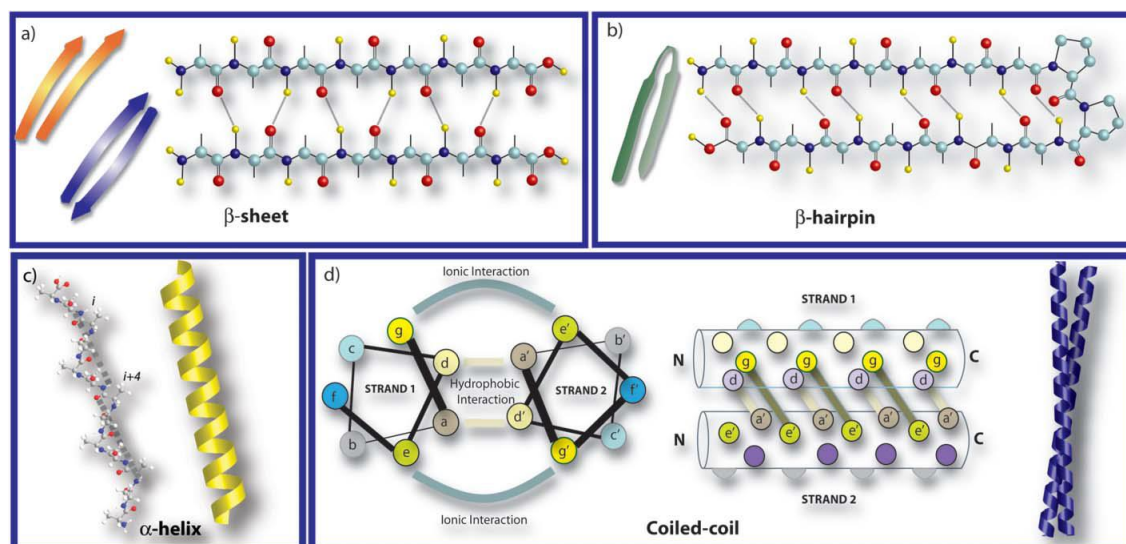 a)
β-sheet
b)
β-hairpin
c)
i
i+4
α-helix
d)
Ionic Interaction
g
e'
b'
c
d
a'
STRAND 1
Hydrophobic
Interaction
STRAND 2
f
f'
a
d'
b
c'
e
g'
Ionic Interaction
STRAND 1
N
C
g g g g
d d d d
N
C
a' a' a' a'
e' e' e' e' e'
STRAND 2
Coiled-coil